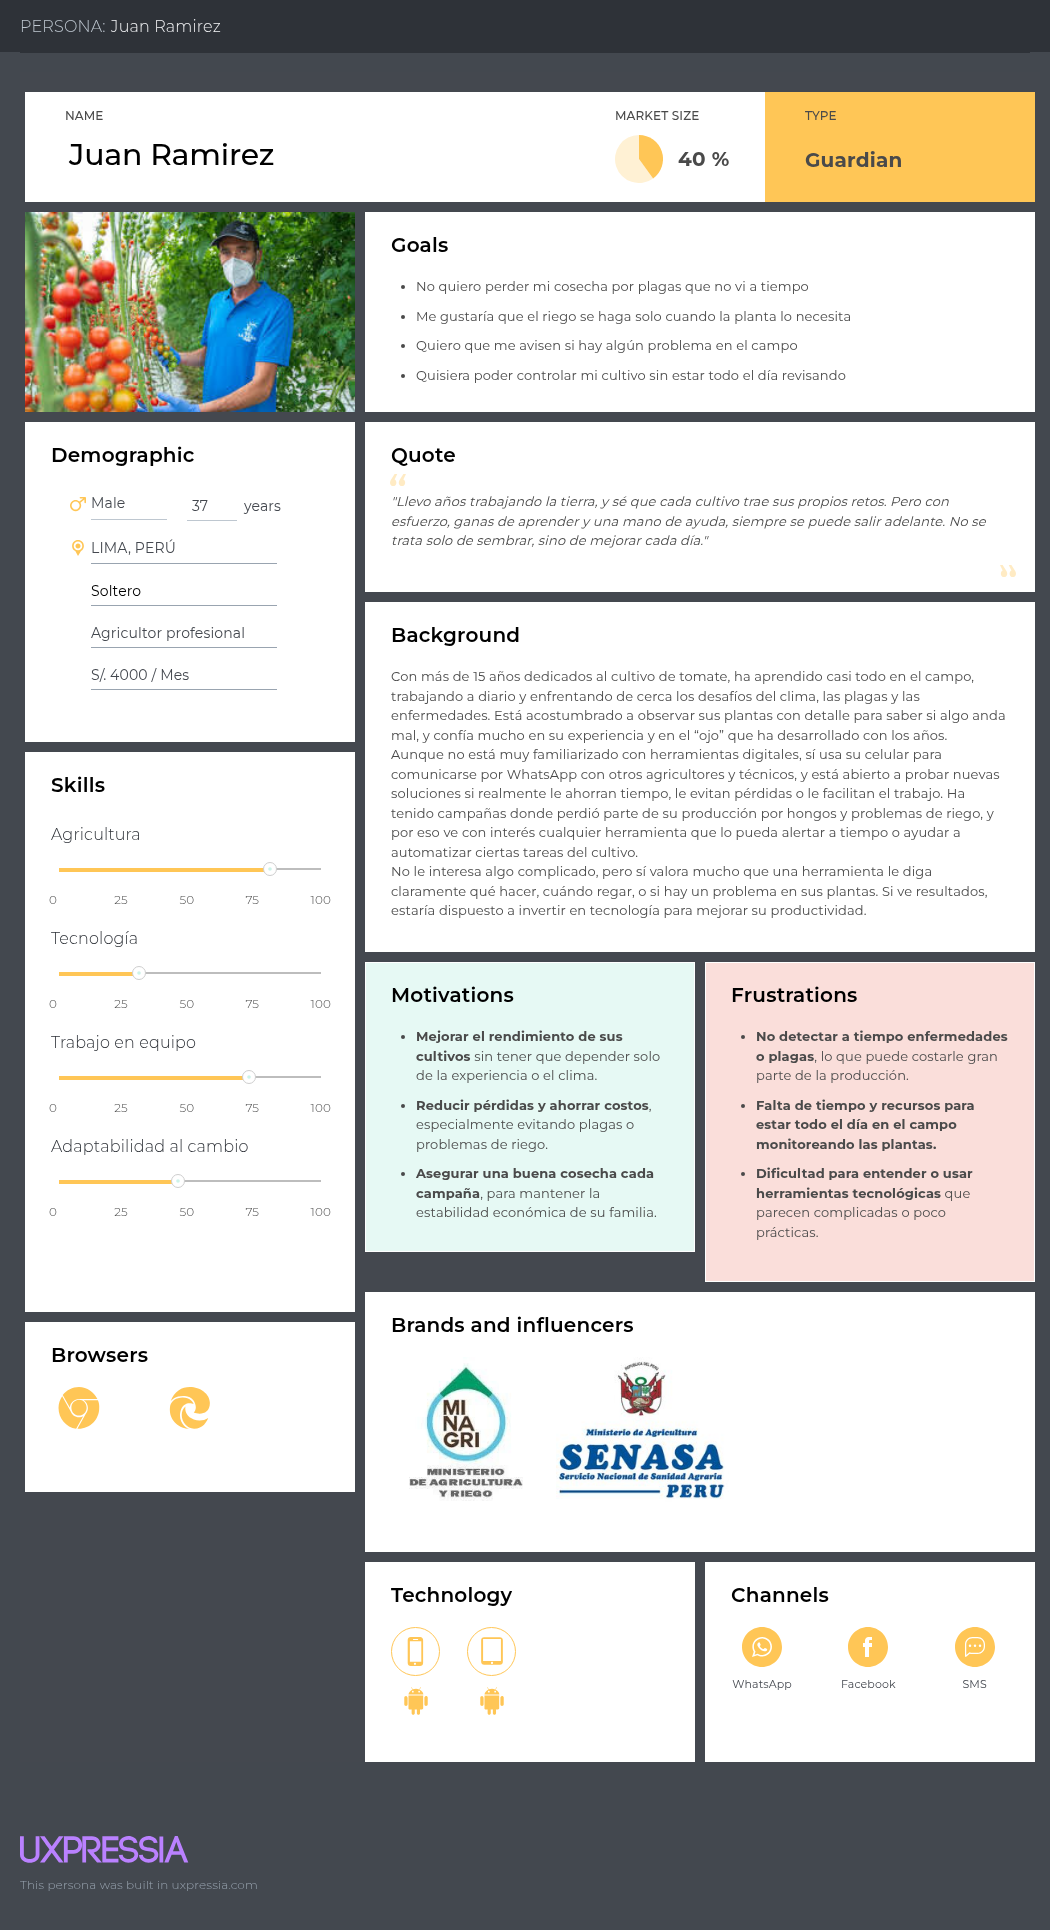 PERSONA: Juan Ramirez
NAME
Juan Ramirez
MARKET SIZE
40 %
TYPE
Guardian
Goals
No quiero perder mi cosecha por plagas que no vi a tiempo
Me gustaría que el riego se haga solo cuando la planta lo necesita
Quiero que me avisen si hay algún problema en el campo
Quisiera poder controlar mi cultivo sin estar todo el día revisando
Demographic
Male
37 years
LIMA, PERÚ
Soltero
Agricultor profesional
S/. 4000 / Mes
Quote
“
"Llevo años trabajando la tierra, y sé que cada cultivo trae sus propios retos. Pero con
esfuerzo, ganas de aprender y una mano de ayuda, siempre se puede salir adelante. No se
trata solo de sembrar, sino de mejorar cada día."
”
Background
Con más de 15 años dedicados al cultivo de tomate, ha aprendido casi todo en el campo,
trabajando a diario y enfrentando de cerca los desafíos del clima, las plagas y las
enfermedades. Está acostumbrado a observar sus plantas con detalle para saber si algo anda
mal, y confía mucho en su experiencia y en el “ojo” que ha desarrollado con los años.
Aunque no está muy familiarizado con herramientas digitales, sí usa su celular para
comunicarse por WhatsApp con otros agricultores y técnicos, y está abierto a probar nuevas
soluciones si realmente le ahorran tiempo, le evitan pérdidas o le facilitan el trabajo. Ha
tenido campañas donde perdió parte de su producción por hongos y problemas de riego, y
por eso ve con interés cualquier herramienta que lo pueda alertar a tiempo o ayudar a
automatizar ciertas tareas del cultivo.
No le interesa algo complicado, pero sí valora mucho que una herramienta le diga
claramente qué hacer, cuándo regar, o si hay un problema en sus plantas. Si ve resultados,
estaría dispuesto a invertir en tecnología para mejorar su productividad.
Skills
Agricultura
0 25 50 75 100
Tecnología
0 25 50 75 100
Trabajo en equipo
0 25 50 75 100
Adaptabilidad al cambio
0 25 50 75 100
Motivations
Mejorar el rendimiento de sus
cultivos sin tener que depender solo
de la experiencia o el clima.
Reducir pérdidas y ahorrar costos,
especialmente evitando plagas o
problemas de riego.
Asegurar una buena cosecha cada
campaña, para mantener la
estabilidad económica de su familia.
Frustrations
No detectar a tiempo enfermedades
o plagas, lo que puede costarle gran
parte de la producción.
Falta de tiempo y recursos para
estar todo el día en el campo
monitoreando las plantas.
Dificultad para entender o usar
herramientas tecnológicas que
parecen complicadas o poco
prácticas.
Browsers
Brands and influencers
MI
NA
GRI
MINISTERIO
DE AGRICULTURA
Y RIEGO
REPUBLICA DEL PERU
Ministerio de Agricultura
SENASA
Servicio Nacional de Sanidad Agraria
PERU
Technology
Channels
WhatsApp
Facebook
SMS
UXPRESSIA
This persona was built in uxpressia.com